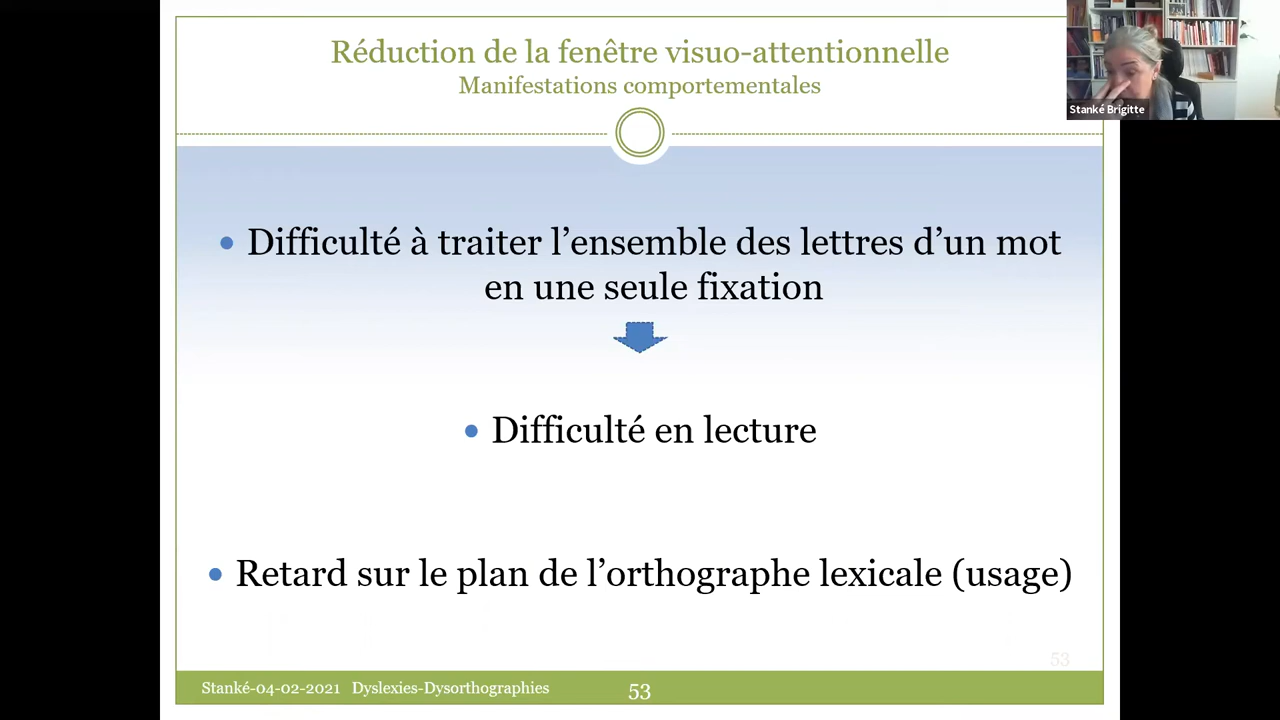 Réduction de la fenêtre visuo-attentionnelle
Manifestations comportementales
Stanké Brigitte
• Difficulté à traiter l’ensemble des lettres d’un mot
en une seule fixation
• Difficulté en lecture
• Retard sur le plan de l’orthographe lexicale (usage)
53
Stanké-04-02-2021 Dyslexies-Dysorthographies
53